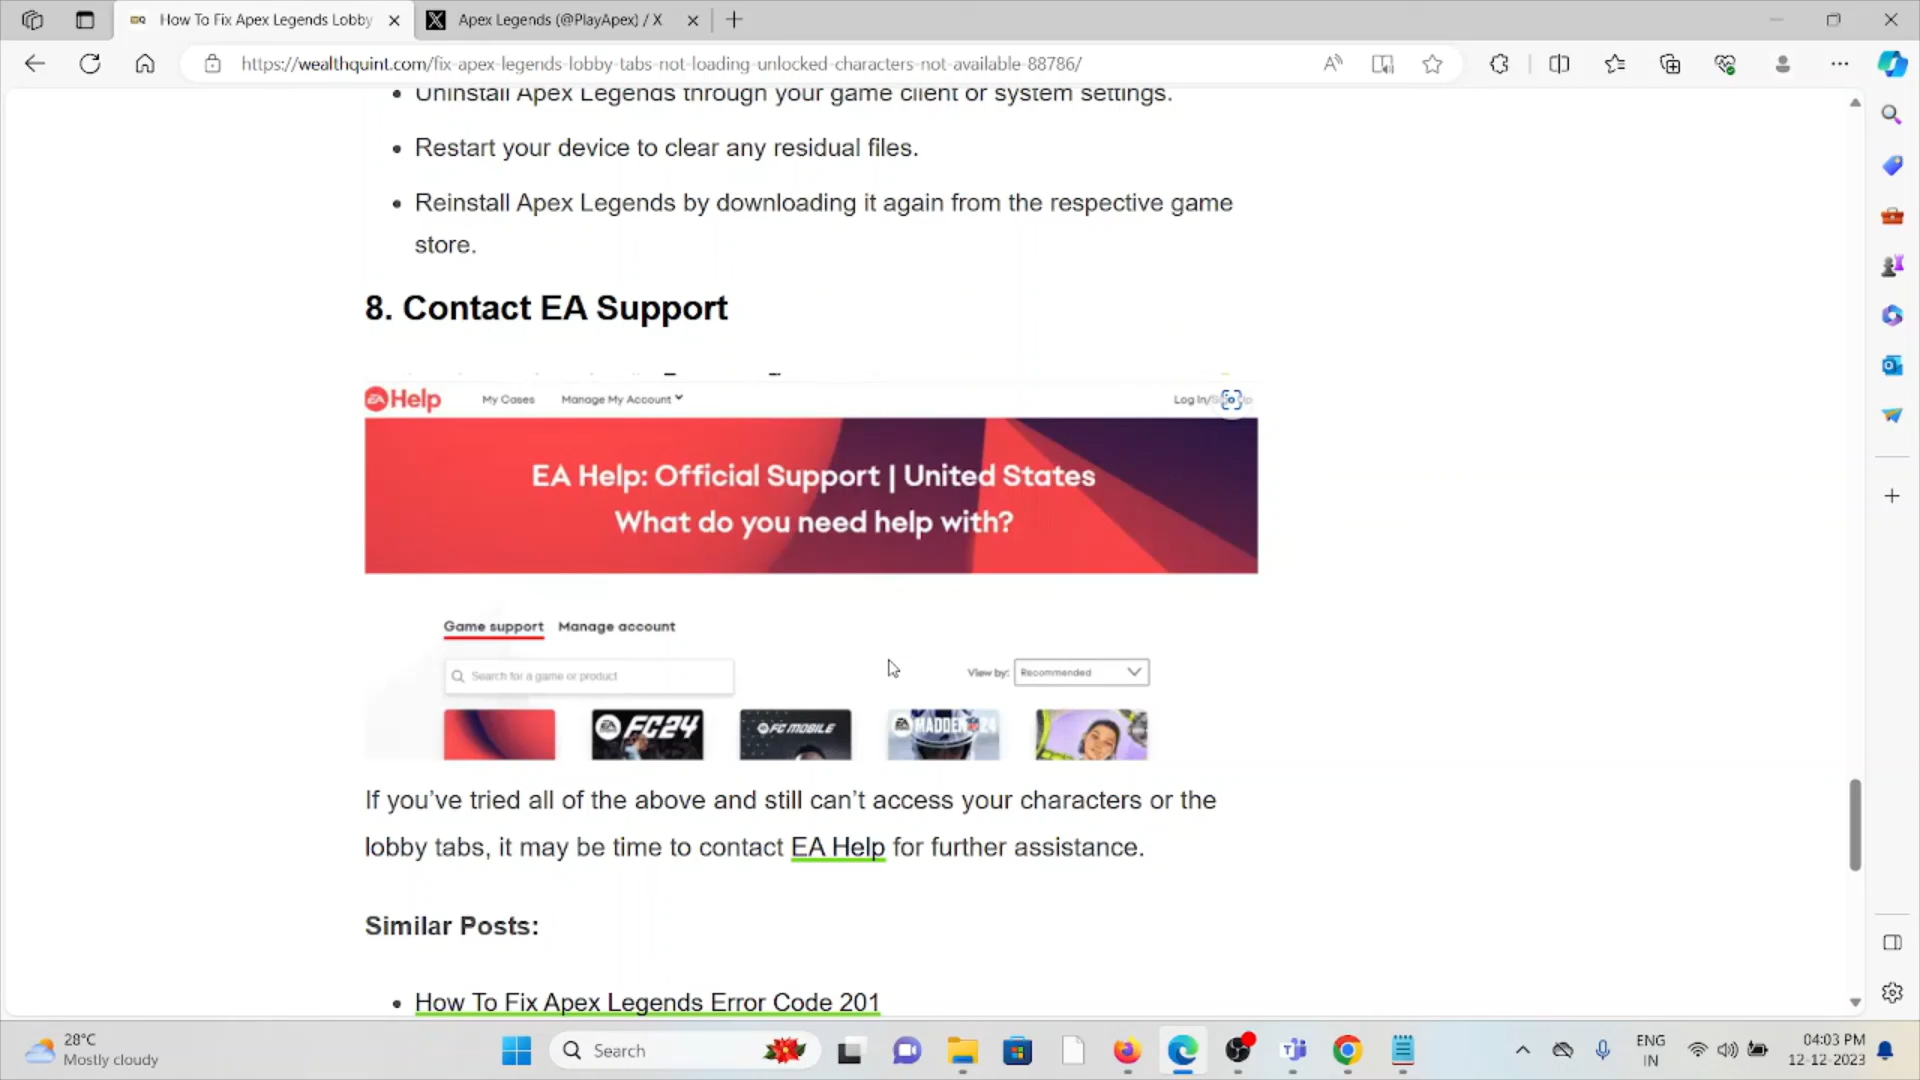 How To Fix Apex Legends Lobby
Apex Legends (@PlayApex) / X
https://wealthquint.com/fix-apex-legends-lobby-tabs-not-loading-unlocked-characters-not-available-88786/
Uninstall Apex Legends through your game client or system settings.
Restart your device to clear any residual files.
Reinstall Apex Legends by downloading it again from the respective game
store.
8. Contact EA Support
EA Help My Cases Manage My Account Log In/
EA Help: Official Support | United States
What do you need help with?
Game support Manage account
Search for a game or product View by: Recommended
EA FC24 FC MOBILE EA MADDEN 24
If you’ve tried all of the above and still can’t access your characters or the
lobby tabs, it may be time to contact EA Help for further assistance.
Similar Posts:
How To Fix Apex Legends Error Code 201
28°C
Mostly cloudy
Search
ENG
IN
04:03 PM
12-12-2023